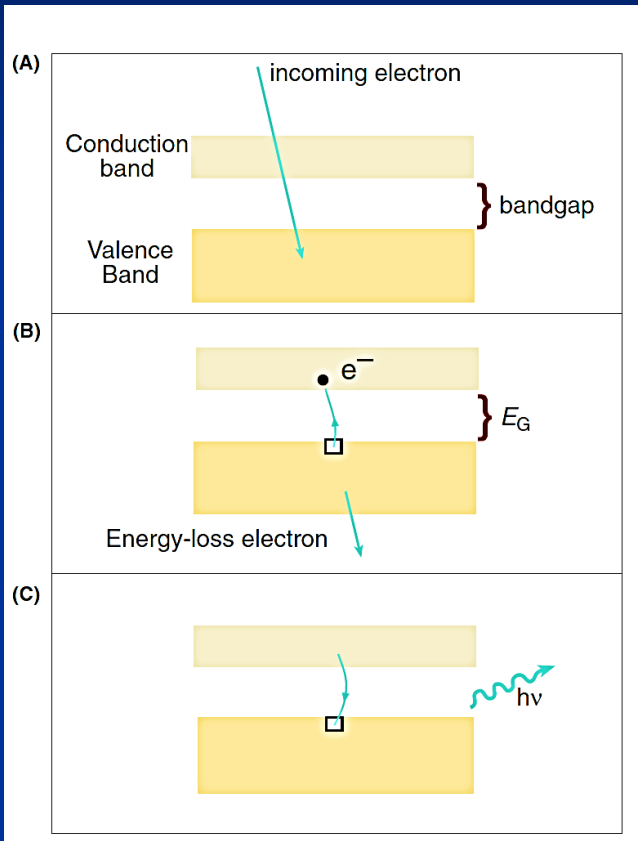 (A)
incoming electron
Conduction
band
bandgap
Valence
Band
(B)
e−
E_G
Energy-loss electron
(C)
hν